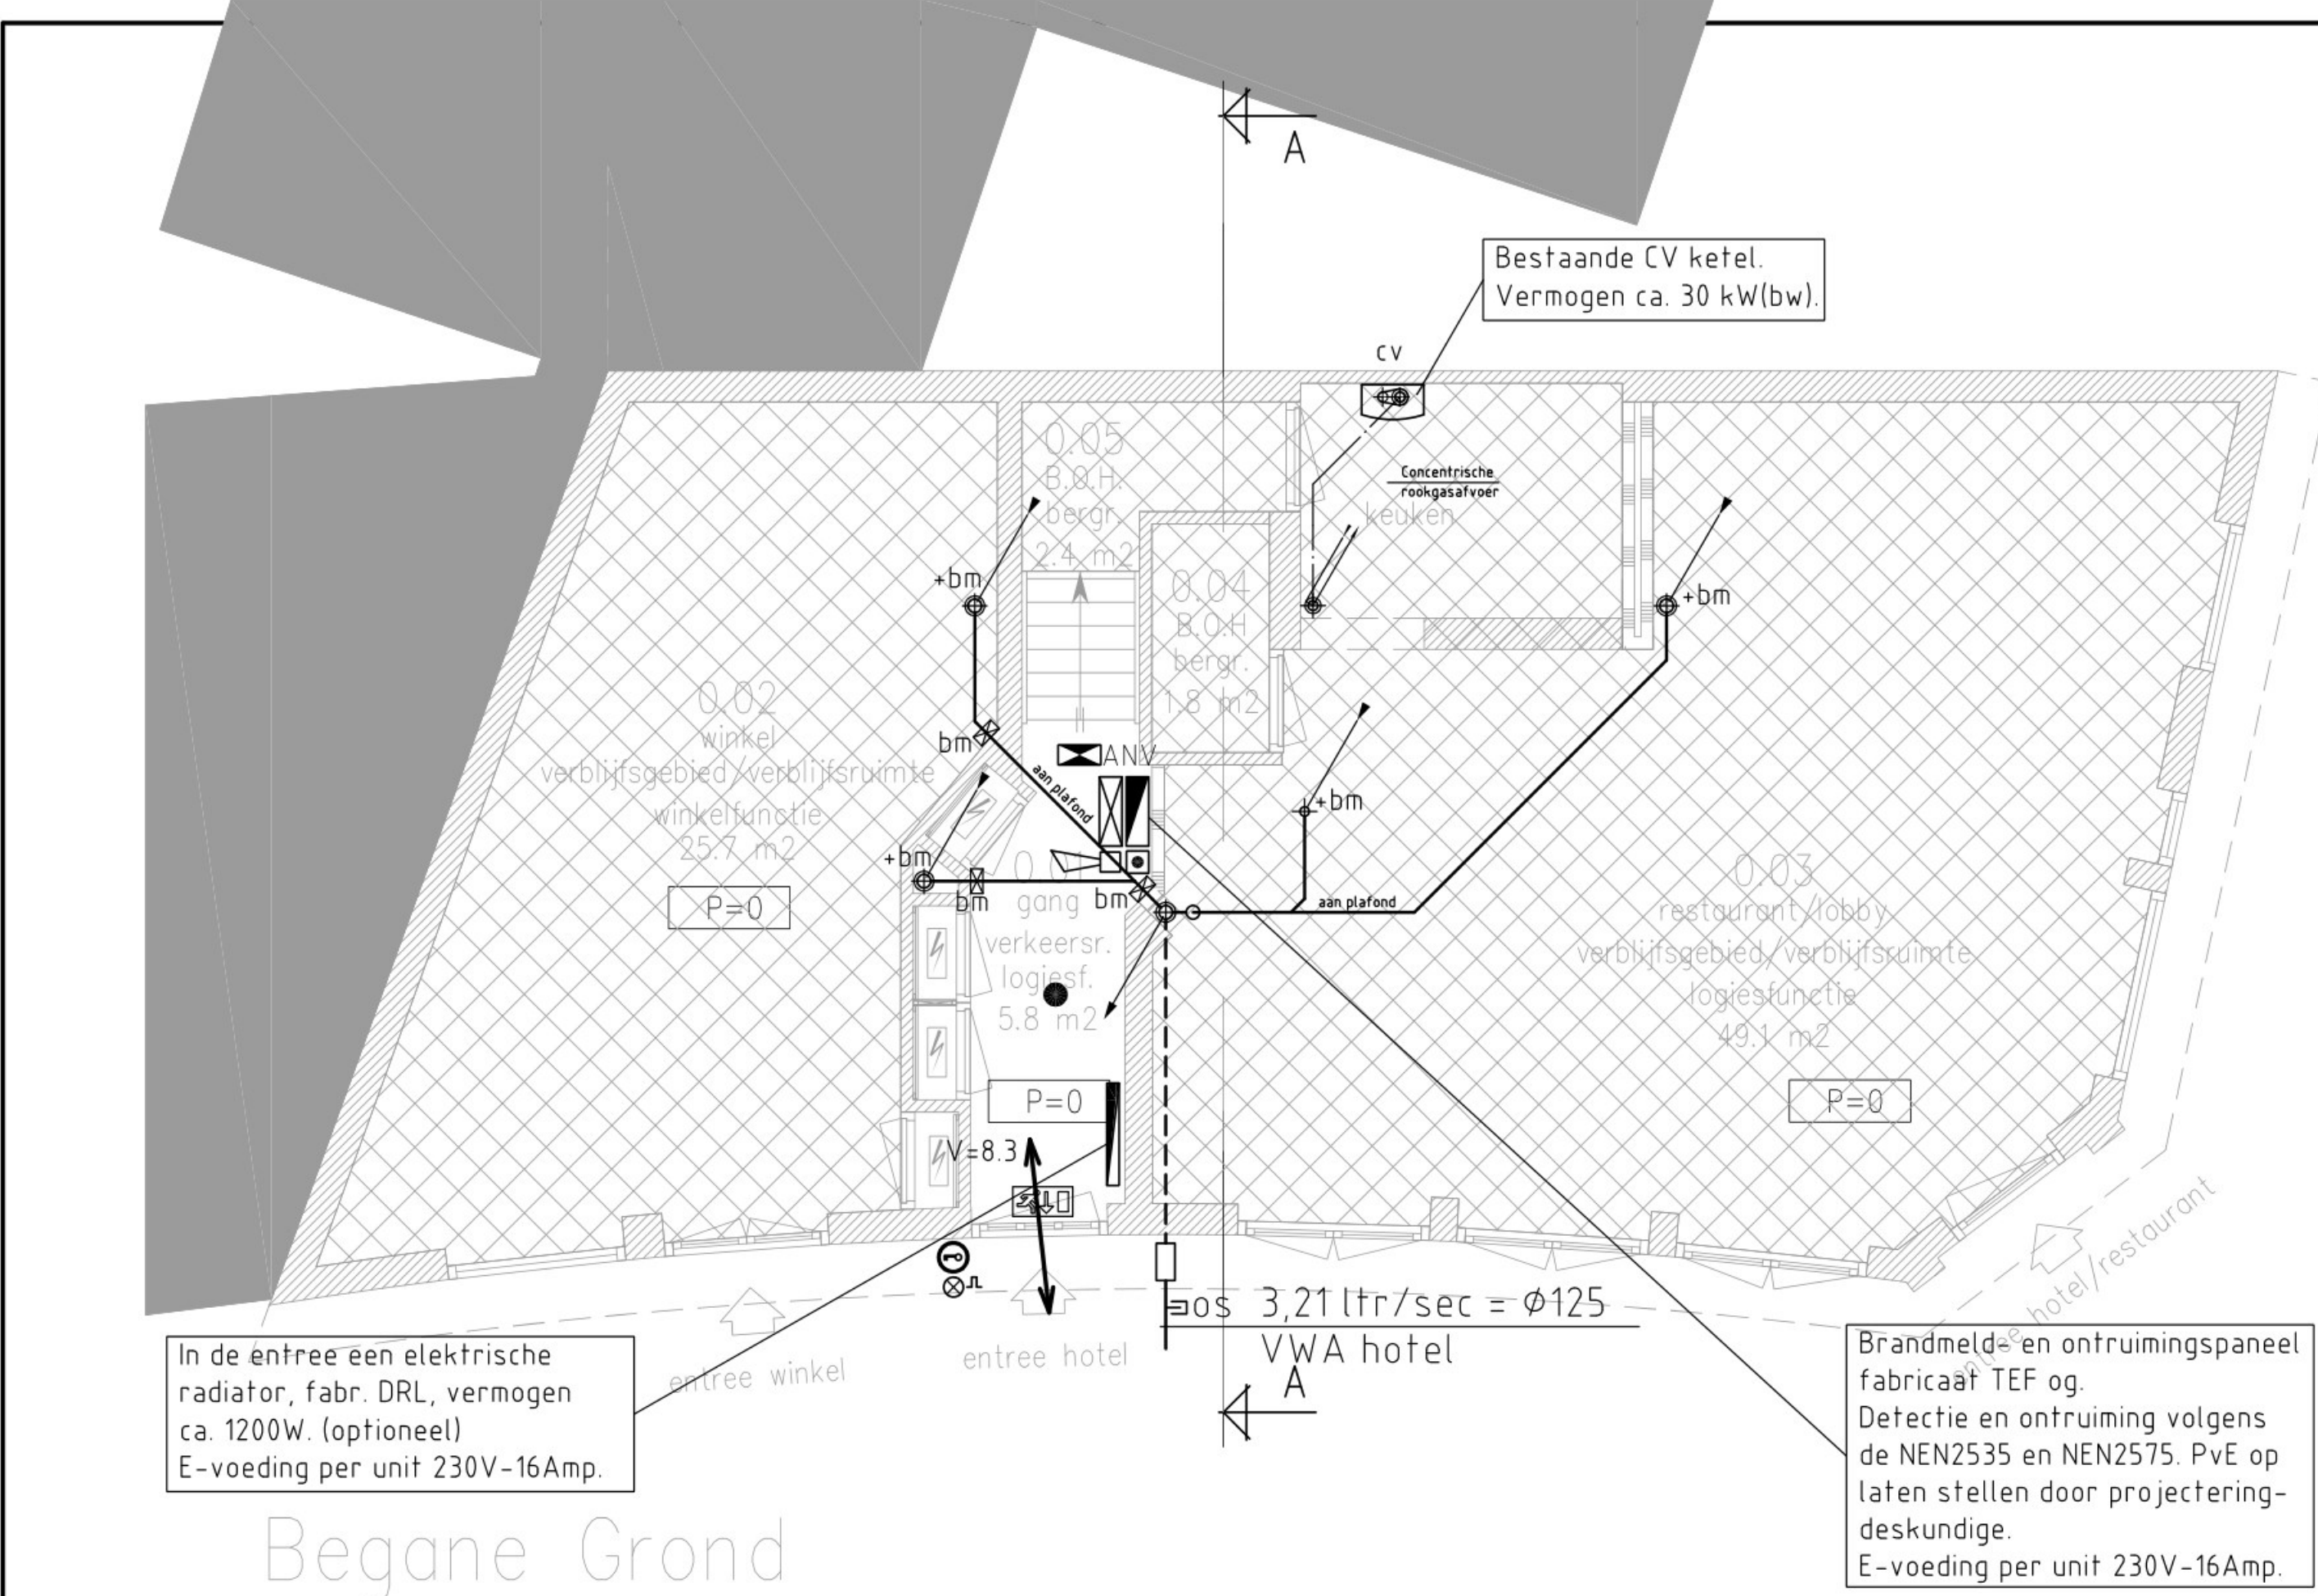 A
Bestaande CV ketel.
Vermogen ca. 30 kW(bw).
CV
Concentrische
rookgasafvoer
keuken
0.05
B.O.H.
bergr.
2.4 m2
+bm
0.04
B.O.H
bergr.
1.8 m2
+bm
0.02
winkel
verblijfsgebied/verblijfsruimte
winkelfunctie
25.7 m2
P=0
bm
ANV
aan plafond
+bm
+bm
bm
gang
bm
verkeersr.
logiesf.
5.8 m2
P=0
V=8.3
aan plafond
0.03
restaurant/lobby
verblijfsgebied/verblijfsruimte
logiesfunctie
49.1 m2
P=0
os 3,21 ltr/sec = Ø125
VWA hotel
A
entree winkel
entree hotel
entree hotel/restaurant
In de entree een elektrische
radiator, fabr. DRL, vermogen
ca. 1200W. (optioneel)
E-voeding per unit 230V-16Amp.
Brandmeld- en ontruimingspaneel
fabricaat TEF og.
Detectie en ontruiming volgens
de NEN2535 en NEN2575. PvE op
laten stellen door projectering-
deskundige.
E-voeding per unit 230V-16Amp.
Begane Grond